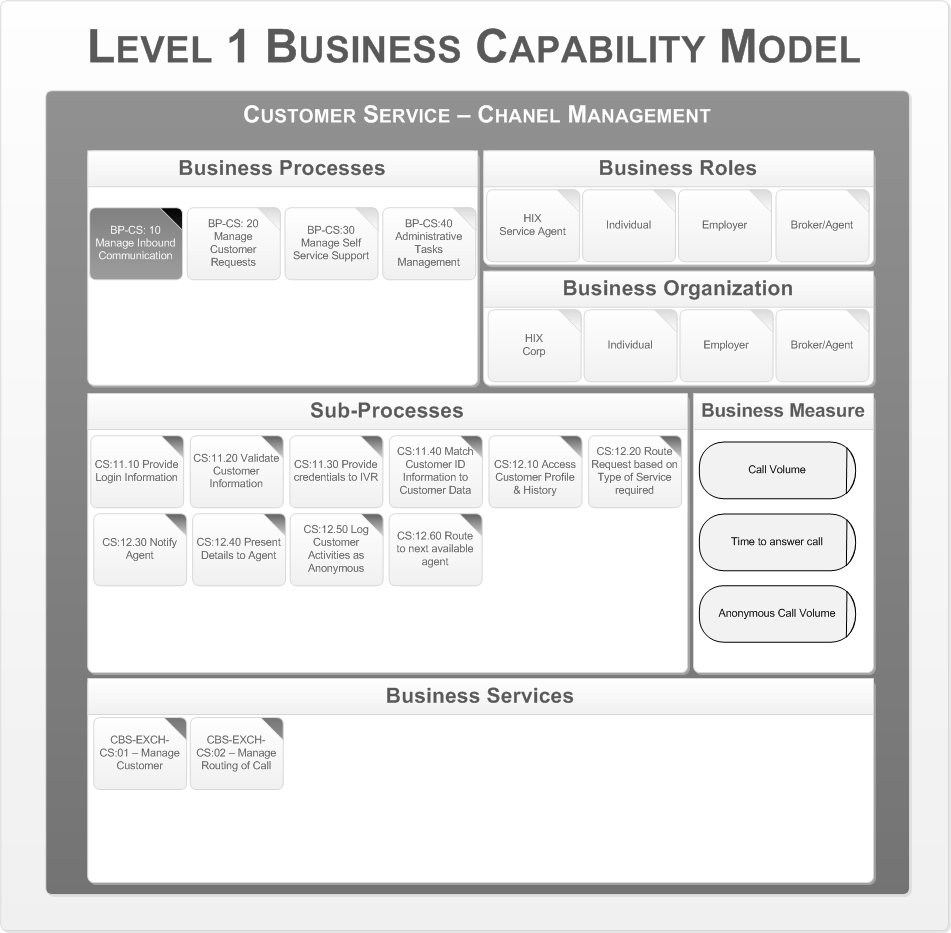 LEVEL 1 BUSINESS CAPABILITY MODEL
CUSTOMER SERVICE – CHANEL MANAGEMENT
Business Processes
BP-CS: 10
Manage Inbound
Communication
BP-CS: 20
Manage
Customer
Requests
BP-CS:30
Manage Self
Service Support
BP-CS:40
Administrative
Tasks
Management
Business Roles
HIX
Service Agent
Individual
Employer
Broker/Agent
Business Organization
HIX
Corp
Individual
Employer
Broker/Agent
Sub-Processes
CS:11.10 Provide
Login Information
CS:11.20 Validate
Customer
Information
CS:11.30 Provide
credentials to IVR
CS:11.40 Match
Customer ID
Information to
Customer Data
CS:12.10 Access
Customer Profile
& History
CS:12.20 Route
Request based on
Type of Service
required
CS:12.30 Notify
Agent
CS:12.40 Present
Details to Agent
CS:12.50 Log
Customer
Activities as
Anonymous
CS:12.60 Route
to next available
agent
Business Measure
Call Volume
Time to answer call
Anonymous Call Volume
Business Services
CBS-EXCH-
CS:01 – Manage
Customer
CBS-EXCH-
CS:02 – Manage
Routing of Call